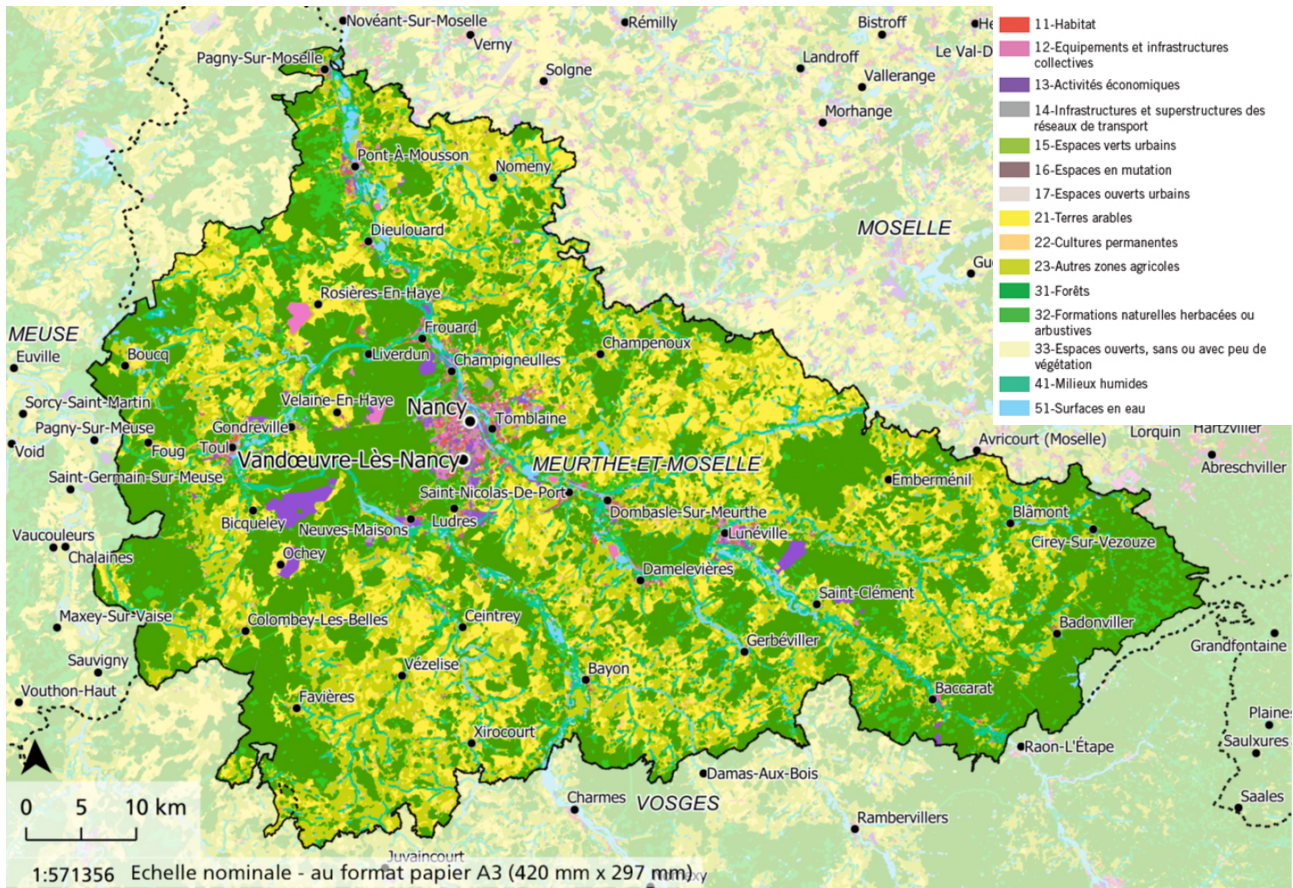 Novéant-Sur-Moselle
Rémilly
Bistroff
Verny
Le Val-D
Pagny-Sur-Moselle
Landroff
Solgne
Vallerange
Morhange
Pont-À-Mousson
Nomeny
MOSELLE
Dieulouard
Gu
Rosières-En-Haye
MEUSE
Frouard
Euville
Boucq
Liverdun
Champenoux
Champigneulles
Sorcy-Saint-Martin
Velaine-En-Haye
Nancy
Tomblaine
Pagny-Sur-Meuse
Gondreville
Void
Foug
Toul
Avricourt (Moselle)
Lorquin
Hartzviller
Vandœuvre-Lès-Nancy
MEURTHE-ET-MOSELLE
Abreschviller
Saint-Germain-Sur-Meuse
Emberménil
Saint-Nicolas-De-Port
Bicqueley
Neuves-Maisons
Ludres
Dombasle-Sur-Meurthe
Blâmont
Vaucouleurs
Lunéville
Cirey-Sur-Vezouze
Chalaines
Ochey
Damelevières
Saint-Clément
Maxey-Sur-Vaise
Colombey-Les-Belles
Ceintrey
Badonviller
Gerbéviller
Grandfontaine
Sauvigny
Vézelise
Bayon
Vouthon-Haut
Favières
Baccarat
Plaines
Xirocourt
Raon-L'Étape
Saulxures
Damas-Aux-Bois
Charmes
VOSGES
Saales
Rambervillers
Juvaincourt
0 5 10 km
1:571356 Echelle nominale - au format papier A3 (420 mm x 297 mm)
11-Habitat
12-Equipements et infrastructures
collectives
13-Activités économiques
14-Infrastructures et superstructures des
réseaux de transport
15-Espaces verts urbains
16-Espaces en mutation
17-Espaces ouverts urbains
21-Terres arables
22-Cultures permanentes
23-Autres zones agricoles
31-Forêts
32-Formations naturelles herbacées ou
arbustives
33-Espaces ouverts, sans ou avec peu de
végétation
41-Milieux humides
51-Surfaces en eau